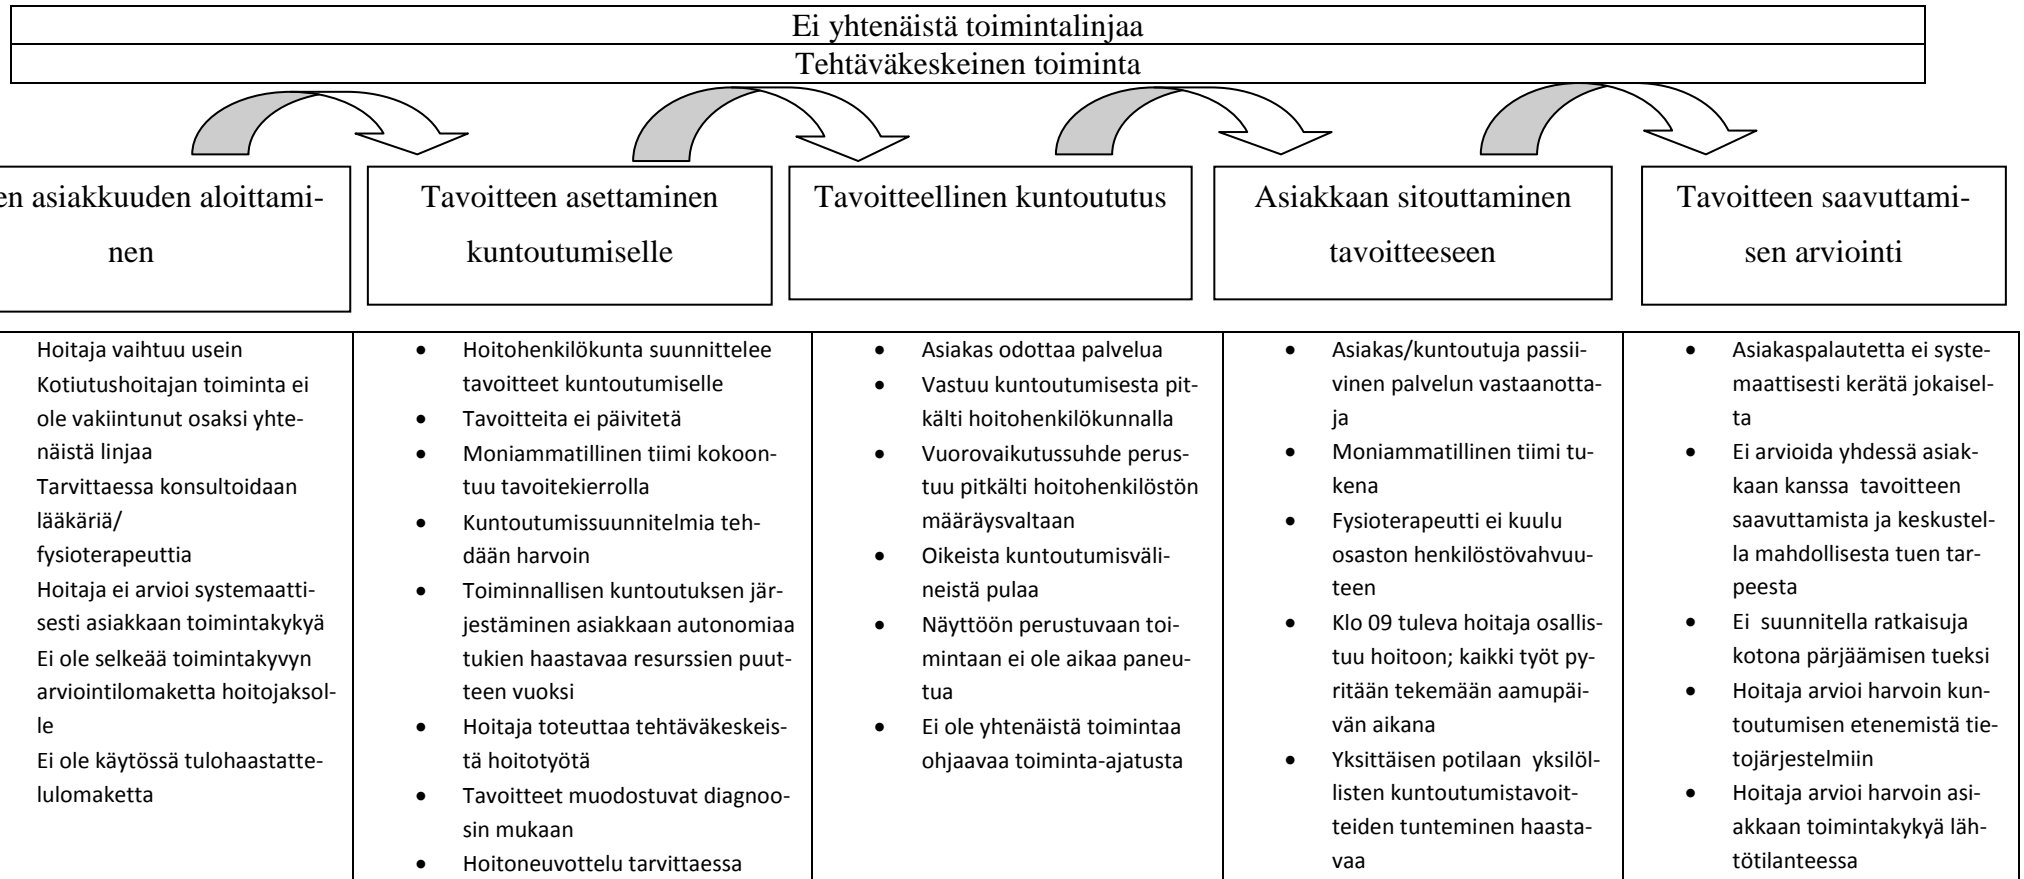 Ei yhtenäistä toimintalinjaa
Tehtäväkeskeinen toiminta
en asiakkuuden aloittami-
nen
Tavoitteen asettaminen
kuntoutumiselle
Tavoitteellinen kuntoututus
Asiakkaan sitouttaminen
tavoitteeseen
Tavoitteen saavuttami-
sen arviointi
Hoitaja vaihtuu usein
Kotiutushoitajan toiminta ei
ole vakiintunut osaksi yhte-
näistä linjaa
Tarvittaessa konsultoidaan
lääkäriä/
fysioterapeuttia
Hoitaja ei arvioi systemaatti-
sesti asiakkaan toimintakykyä
Ei ole selkeää toimintakyvyn
arviointilomaketta hoitojaksol-
le
Ei ole käytössä tulohaastatte-
lulomaketta
• Hoitohenkilökunta suunnittelee
tavoitteet kuntoutumiselle
• Tavoitteita ei päivitetä
• Moniammatillinen tiimi kokoon-
tuu tavoitekierrolla
• Kuntoutumissuunnitelmia teh-
dään harvoin
• Toiminnallisen kuntoutuksen jär-
jestäminen asiakkaan autonomiaa
tukien haastavaa resurssien puut-
teen vuoksi
• Hoitaja toteuttaa tehtäväkeskeis-
tä hoitotyötä
• Tavoitteet muodostuvat diagnoo-
sin mukaan
• Hoitoneuvottelu tarvittaessa
• Asiakas odottaa palvelua
• Vastuu kuntoutumisesta pit-
kälti hoitohenkilökunnalla
• Vuorovaikutussuhde perus-
tuu pitkälti hoitohenkilöstön
määräysvaltaan
• Oikeista kuntoutumisväli-
neistä pulaa
• Näyttöön perustuvaan toi-
mintaan ei ole aikaa paneu-
tua
• Ei ole yhtenäistä toimintaa
ohjaavaa toiminta-ajatusta
• Asiakas/kuntoutuja passii-
vinen palvelun vastaanotta-
ja
• Moniammatillinen tiimi tu-
kena
• Fysioterapeutti ei kuulu
osaston henkilöstövahvuu-
teen
• Klo 09 tuleva hoitaja osallis-
tuu hoitoon; kaikki työt py-
ritään tekemään aamupäi-
vän aikana
• Yksittäisen potilaan yksilöl-
listen kuntoutumistavoit-
teiden tunteminen haasta-
vaa
• Asiakaspalautetta ei syste-
maattisesti kerätä jokaisel-
ta
• Ei arvioida yhdessä asiak-
kaan kanssa tavoitteen
saavuttamista ja keskustel-
la mahdollisesta tuen tar-
peesta
• Ei suunnitella ratkaisuja
kotona pärjäämisen tueksi
• Hoitaja arvioi harvoin kun-
toutumisen etenemistä tie-
tojärjestelmiin
• Hoitaja arvioi harvoin asi-
akkaan toimintakykyä läh-
tötilanteessa